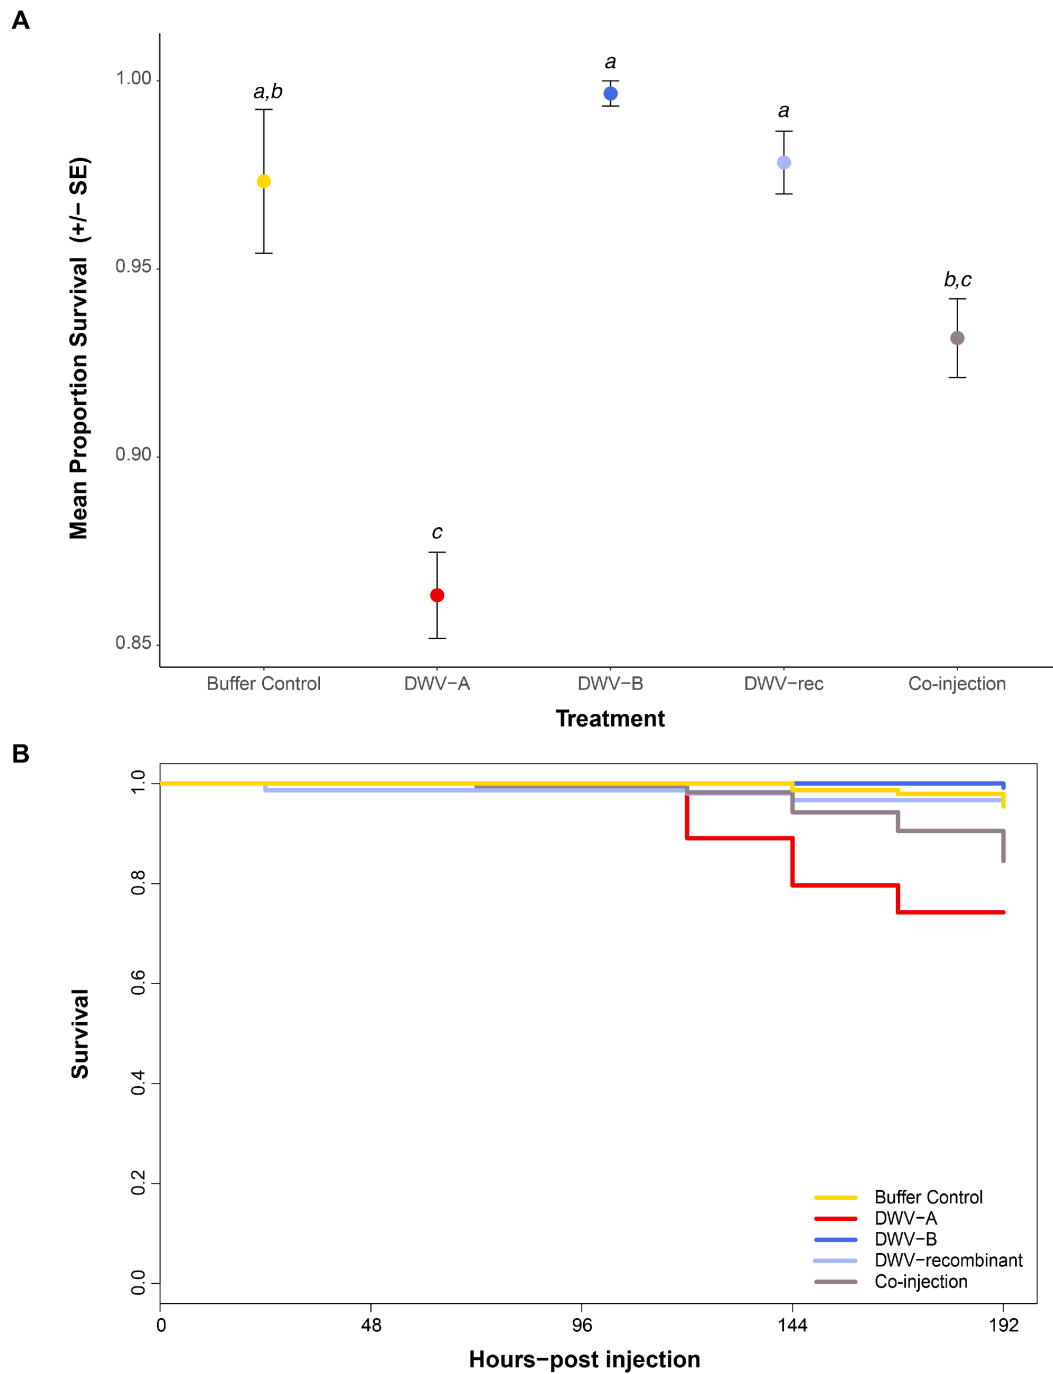 A
Mean Proportion Survival (+/− SE)
1.00
0.95
0.90
0.85
a,b
c
a
a
b,c
Buffer Control
DWV−A
DWV−B
DWV−rec
Co-injection
Treatment
B
Survival
1.0
0.8
0.6
0.4
0.2
0.0
Buffer Control
DWV−A
DWV−B
DWV−recombinant
Co-injection
0
48
96
144
192
Hours−post injection